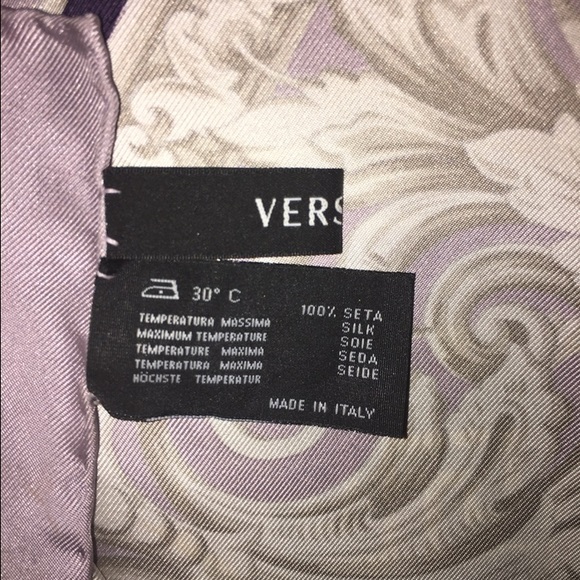 VERS
30° C
TEMPERATURA MASSIMA
MAXIMUM TEMPERATURE
TEMPERATURE MAXIMA
TEMPERATURA MAXIMA
HÖCHSTE TEMPERATUR
100% SETA
SILK
SOIE
SEDA
SEIDE
MADE IN ITALY